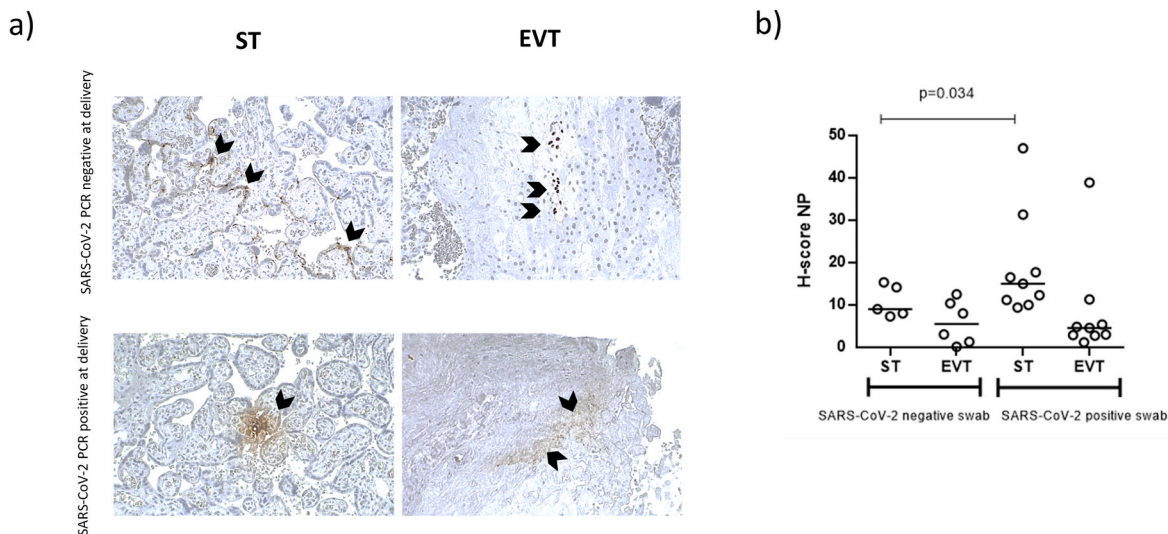 a)
ST
EVT
SARS-CoV-2 PCR negative at delivery
SARS-CoV-2 PCR positive at delivery
b)
p=0.034
H-score NP
50
40
30
20
10
0
ST
EVT
ST
EVT
SARS-CoV-2 negative swab
SARS-CoV-2 positive swab